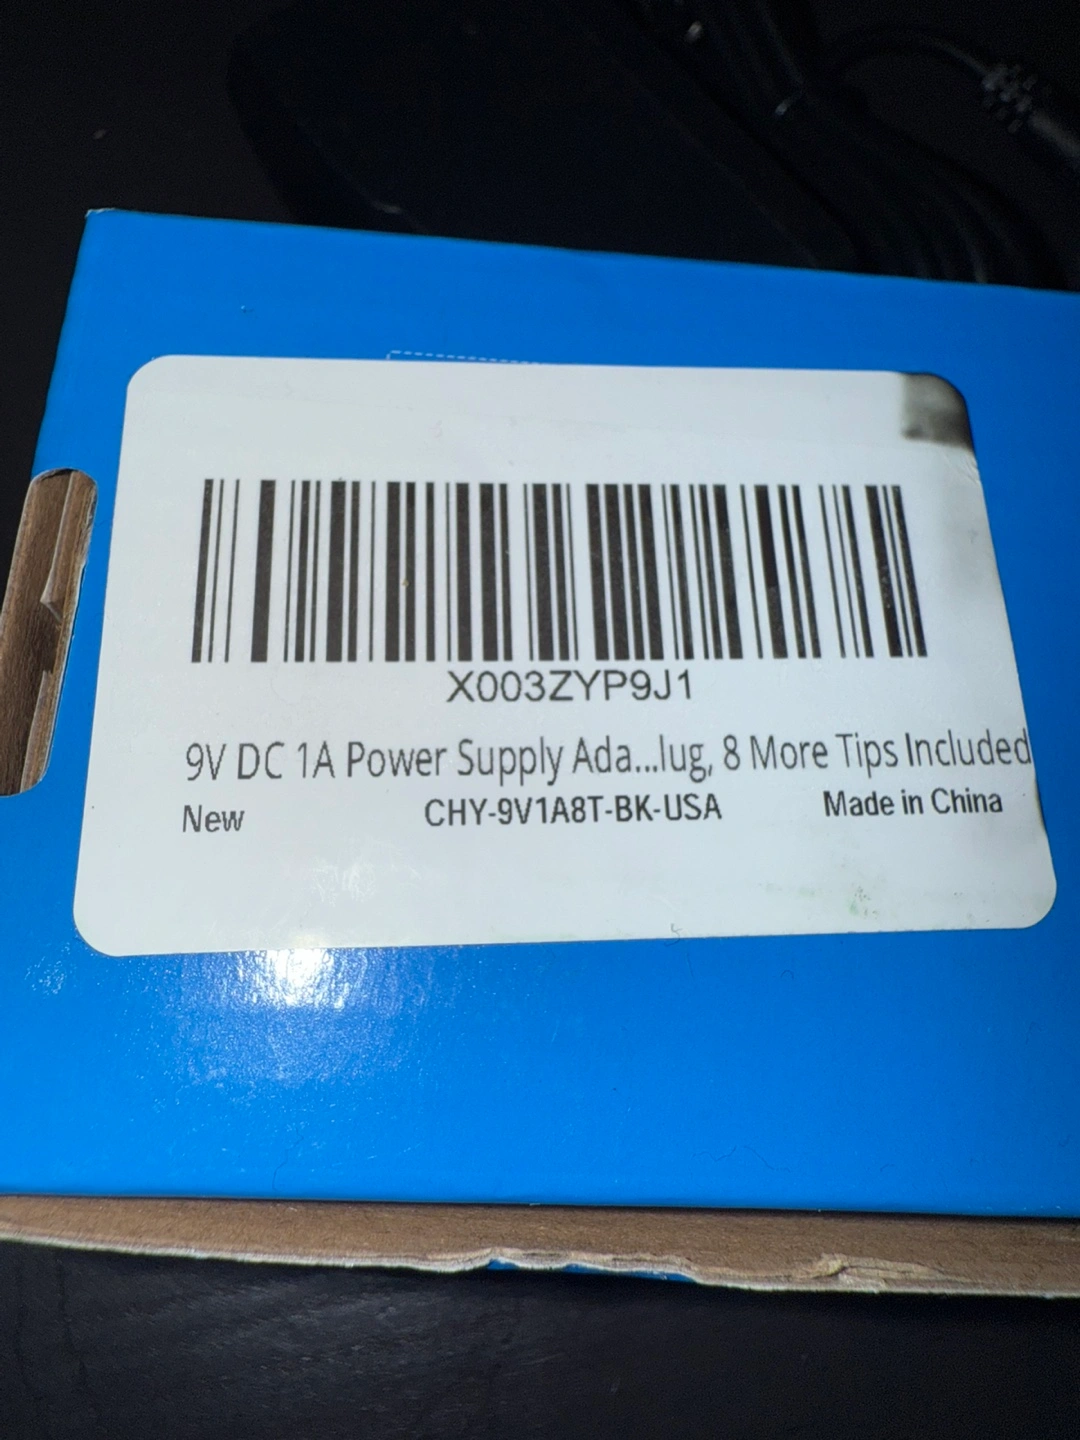 X003ZYP9J1
9V DC 1A Power Supply Ada...lug, 8 More Tips Included
New CHY-9V1A8T-BK-USA Made in China